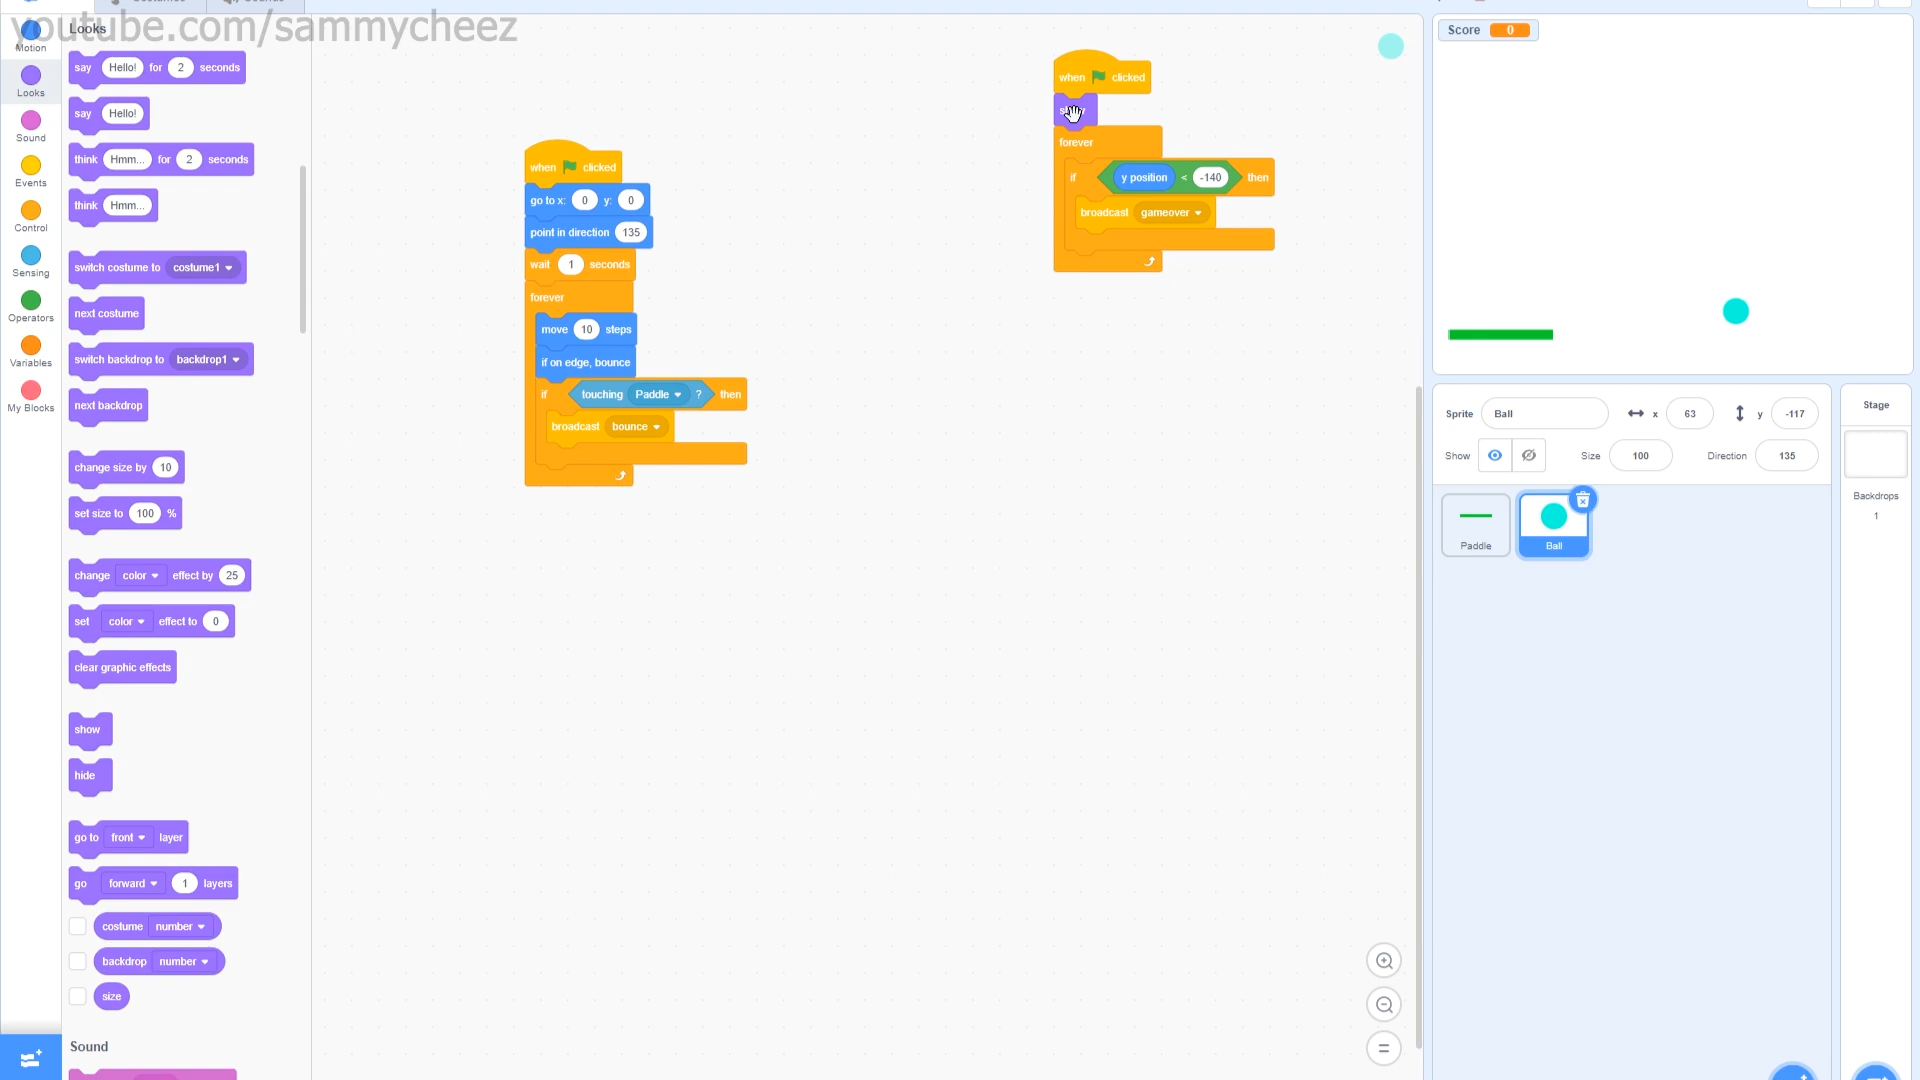 youtube.com/sammycheez
Looks
Motion
Looks
Sound
Events
Control
Sensing
Operators
Variables
My Blocks
say Hello! for 2 seconds
say Hello!
think Hmm... for 2 seconds
think Hmm...
switch costume to costume1
next costume
switch backdrop to backdrop1
next backdrop
change size by 10
set size to 100 %
change color effect by 25
set color effect to 0
clear graphic effects
show
hide
go to front layer
go forward 1 layers
costume number
backdrop number
size
Sound
when clicked
go to x: 0 y: 0
point in direction 135
wait 1 seconds
forever
move 10 steps
if on edge, bounce
if touching Paddle ? then
broadcast bounce
when clicked
forever
if y position < -140 then
broadcast gameover
Score 0
Sprite Ball x 63 y -117
Show Size 100 Direction 135
Paddle
Ball
Stage
Backdrops
1